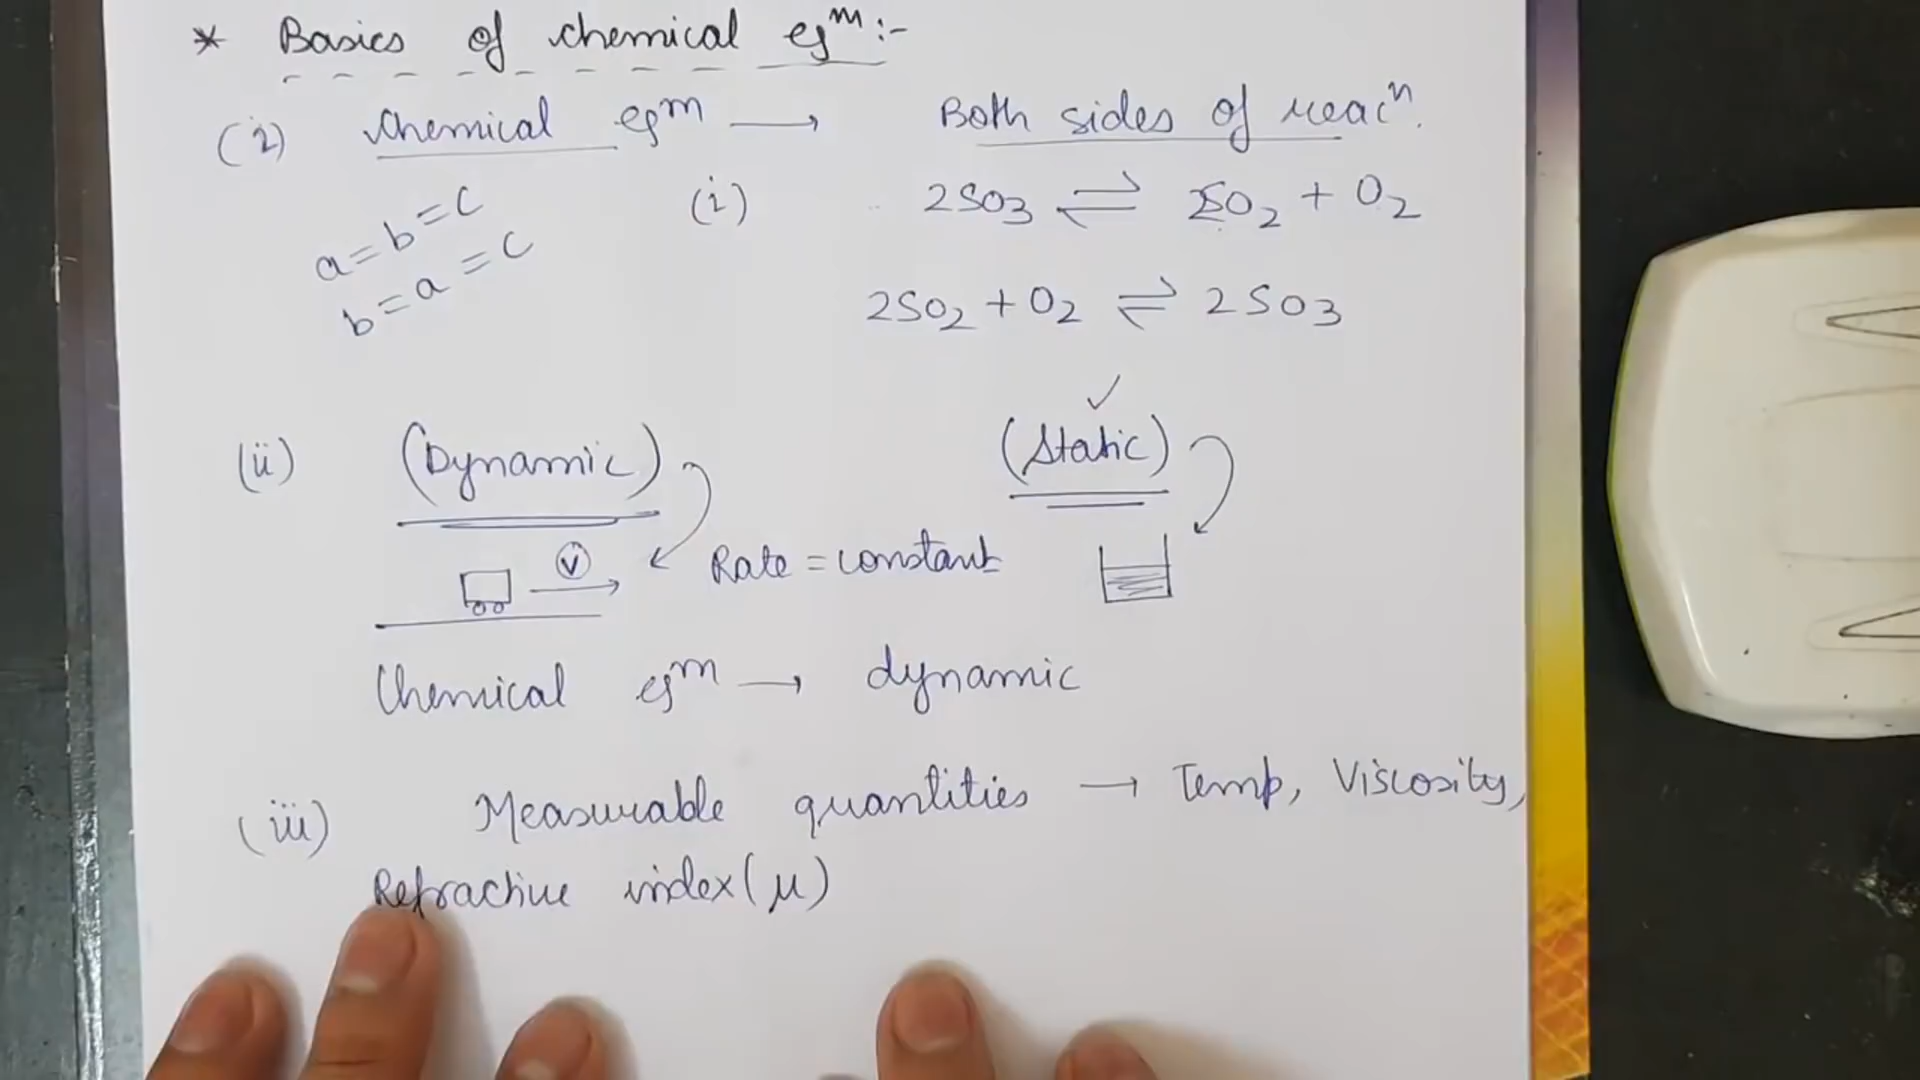 * Basics of chemical eqᵐ:-
(i) Chemical eqᵐ ⟶ Both sides of reacⁿ.
a=b=c
b=a=c
(i) 2SO3 ⇌ 2SO2 + O2
2SO2 + O2 ⇌ 2SO3
(ii) (Dynamic) (Static) ✓
V
Rate = constant
Chemical eqᵐ → dynamic
(iii) Measurable quantities → Temp, Viscosity,
Refractive index (μ)